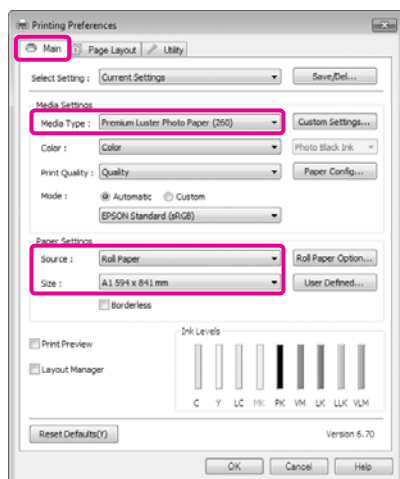 Printing Preferences
Main Page Layout Utility
Select Setting : Current Settings Save/Del...
Media Settings
Media Type : Premium Luster Photo Paper (260) Custom Settings...
Color : Color Photo Black Ink
Print Quality : Quality Paper Config...
Mode : Automatic Custom
EPSON Standard (sRGB)
Paper Settings
Source : Roll Paper Roll Paper Option...
Size : A1 594 x 841 mm User Defined...
Borderless
Ink Levels
Print Preview
Layout Manager
C Y LC MK PK VM LK LLK VLM
Reset Defaults(Y) Version 6.70
OK Cancel Help